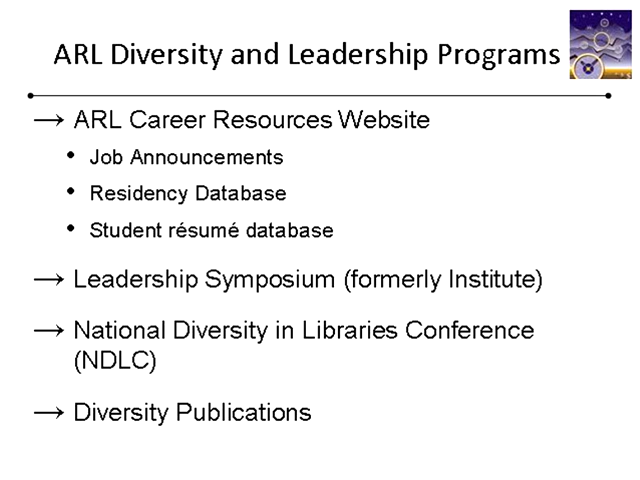 ARL Diversity and Leadership Programs
→ ARL Career Resources Website
• Job Announcements
• Residency Database
• Student résumé database
→ Leadership Symposium (formerly Institute)
→ National Diversity in Libraries Conference
(NDLC)
→ Diversity Publications